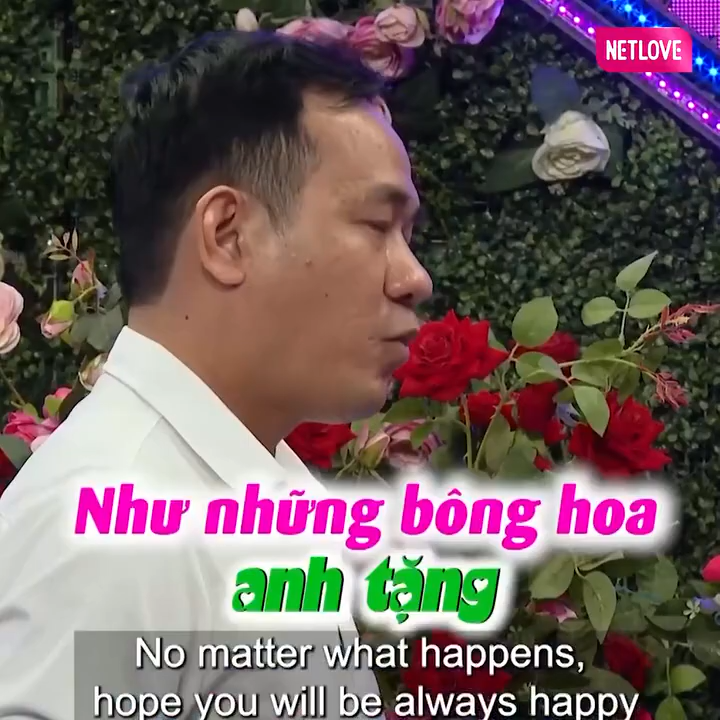 NETLOVE
Như những bông hoa
anh tặng
No matter what happens,
hope you will be always happy